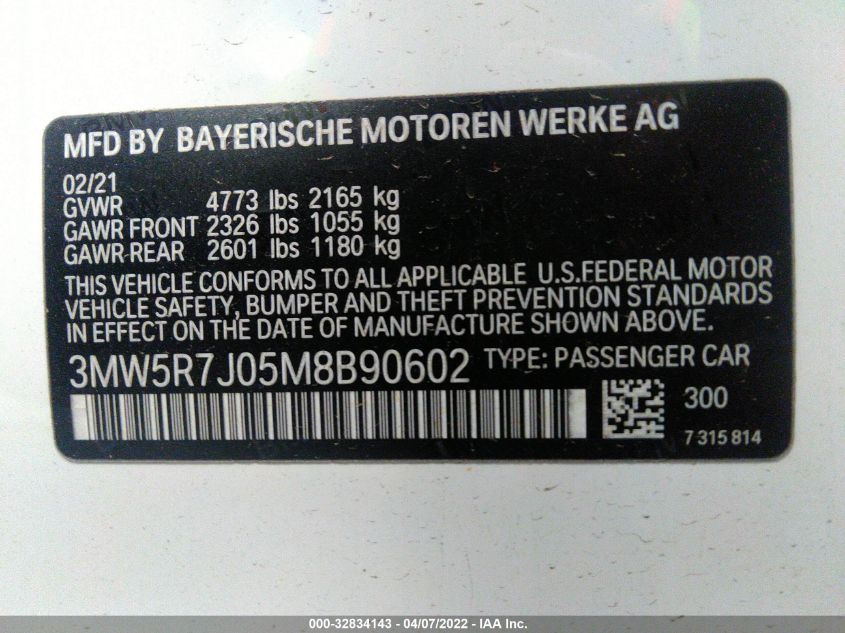 MFD BY BAYERISCHE MOTOREN WERKE AG
02/21
GVWR 4773 lbs 2165 kg
GAWR FRONT 2326 lbs 1055 kg
GAWR REAR 2601 lbs 1180 kg
THIS VEHICLE CONFORMS TO ALL APPLICABLE U.S.FEDERAL MOTOR
VEHICLE SAFETY, BUMPER AND THEFT PREVENTION STANDARDS
IN EFFECT ON THE DATE OF MANUFACTURE SHOWN ABOVE.
3MW5R7J05M8B90602 TYPE: PASSENGER CAR
300
7 315 814
000-32834143 - 04/07/2022 - IAA Inc.